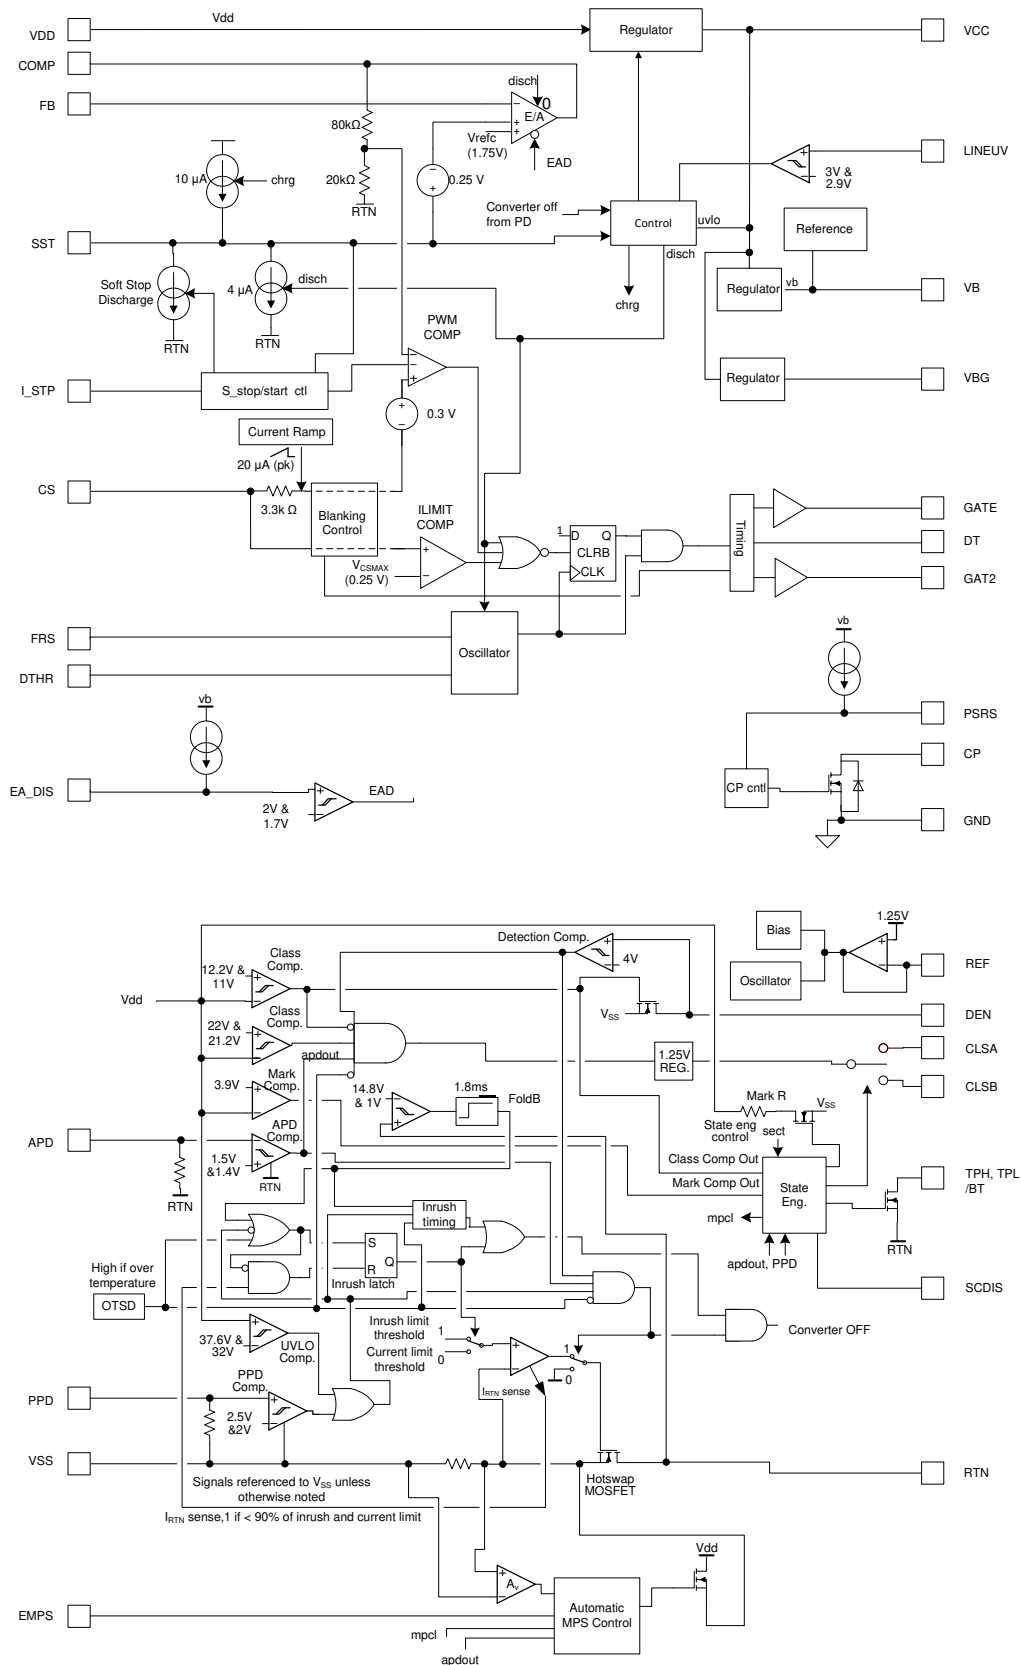 Vdd
VDD
Regulator
VCC
COMP
disch
FB
0
E/A
80kΩ
Vrefc
(1.75V)
EAD
LINEUV
3V &
2.9V
10 µA
chrg
20kΩ
RTN
0.25 V
Converter off
from PD
Control
uvlo
Reference
SST
disch
Soft Stop
Discharge
4 µA
disch
chrg
Regulator
vb
VB
RTN
RTN
PWM
COMP
I_STP
S_stop/start ctl
Regulator
VBG
0.3 V
Current Ramp
20 µA (pk)
CS
3.3k Ω
Blanking
Control
ILIMIT
COMP
VCSMAX
(0.25 V)
1
D
Q
CLRB
CLK
Timing
GATE
DT
GAT2
FRS
Oscillator
DTHR
vb
PSRS
vb
CP
CP cntl
EA_DIS
EAD
2V &
1.7V
GND
Bias
1.25V
Detection Comp.
4V
Class
Comp.
12.2V &
11V
Oscillator
REF
Vdd
Class
Comp.
VSS
DEN
22V &
21.2V
apdout
1.25V
REG.
CLSA
CLSB
Mark
Comp.
3.9V
14.8V
& 1V
1.8ms
FoldB
Mark R
VSS
State eng
control
sect
APD
APD
Comp.
1.5V
&1.4V
RTN
RTN
Class Comp Out
Mark Comp Out
State
Eng.
TPH, TPL
/BT
mpcl
RTN
apdout, PPD
Inrush
timing
S
R
Q
Inrush latch
High if over
temperature
OTSD
SCDIS
Inrush limit
threshold
1
Current limit
threshold
0
1
0
Converter OFF
37.6V &
32V
UVLO
Comp.
IRTN sense
PPD
Comp.
PPD
2.5V
&2V
VSS
Signals referenced to VSS unless
otherwise noted
Hotswap
MOSFET
RTN
IRTN sense,1 if < 90% of inrush and current limit
Vdd
Av
Automatic
MPS Control
EMPS
mpcl
apdout